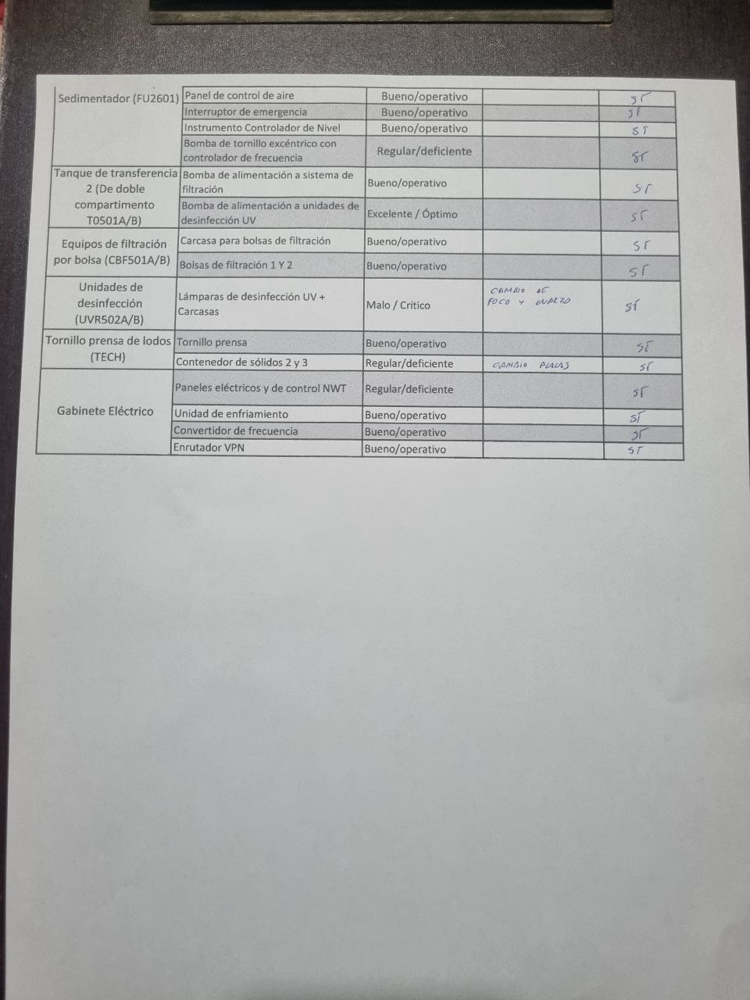 Sedimentador (FU2601)
Panel de control de aire
Bueno/operativo
SÍ
Interruptor de emergencia
Bueno/operativo
SÍ
Instrumento Controlador de Nivel
Bueno/operativo
SÍ
Bomba de tornillo excéntrico con
controlador de frecuencia
Regular/deficiente
SÍ
Tanque de transferencia
2 (De doble
compartimento
T0501A/B)
Bomba de alimentación a sistema de
filtración
Bueno/operativo
SÍ
Bomba de alimentación a unidades de
desinfección UV
Excelente / Óptimo
SÍ
Equipos de filtración
por bolsa (CBF501A/B)
Carcasa para bolsas de filtración
Bueno/operativo
SÍ
Bolsas de filtración 1 Y 2
Bueno/operativo
SÍ
Unidades de
desinfección
(UVR502A/B)
Lámparas de desinfección UV +
Carcasas
Malo / Crítico
CAMBIO DE
FOCO Y CUARZO
SÍ
Tornillo prensa de lodos
(TECH)
Tornillo prensa
Bueno/operativo
SÍ
Contenedor de sólidos 2 y 3
Regular/deficiente
CAMBIO PLACAS
SÍ
Gabinete Eléctrico
Paneles eléctricos y de control NWT
Regular/deficiente
SÍ
Unidad de enfriamiento
Bueno/operativo
SÍ
Convertidor de frecuencia
Bueno/operativo
SÍ
Enrutador VPN
Bueno/operativo
SÍ